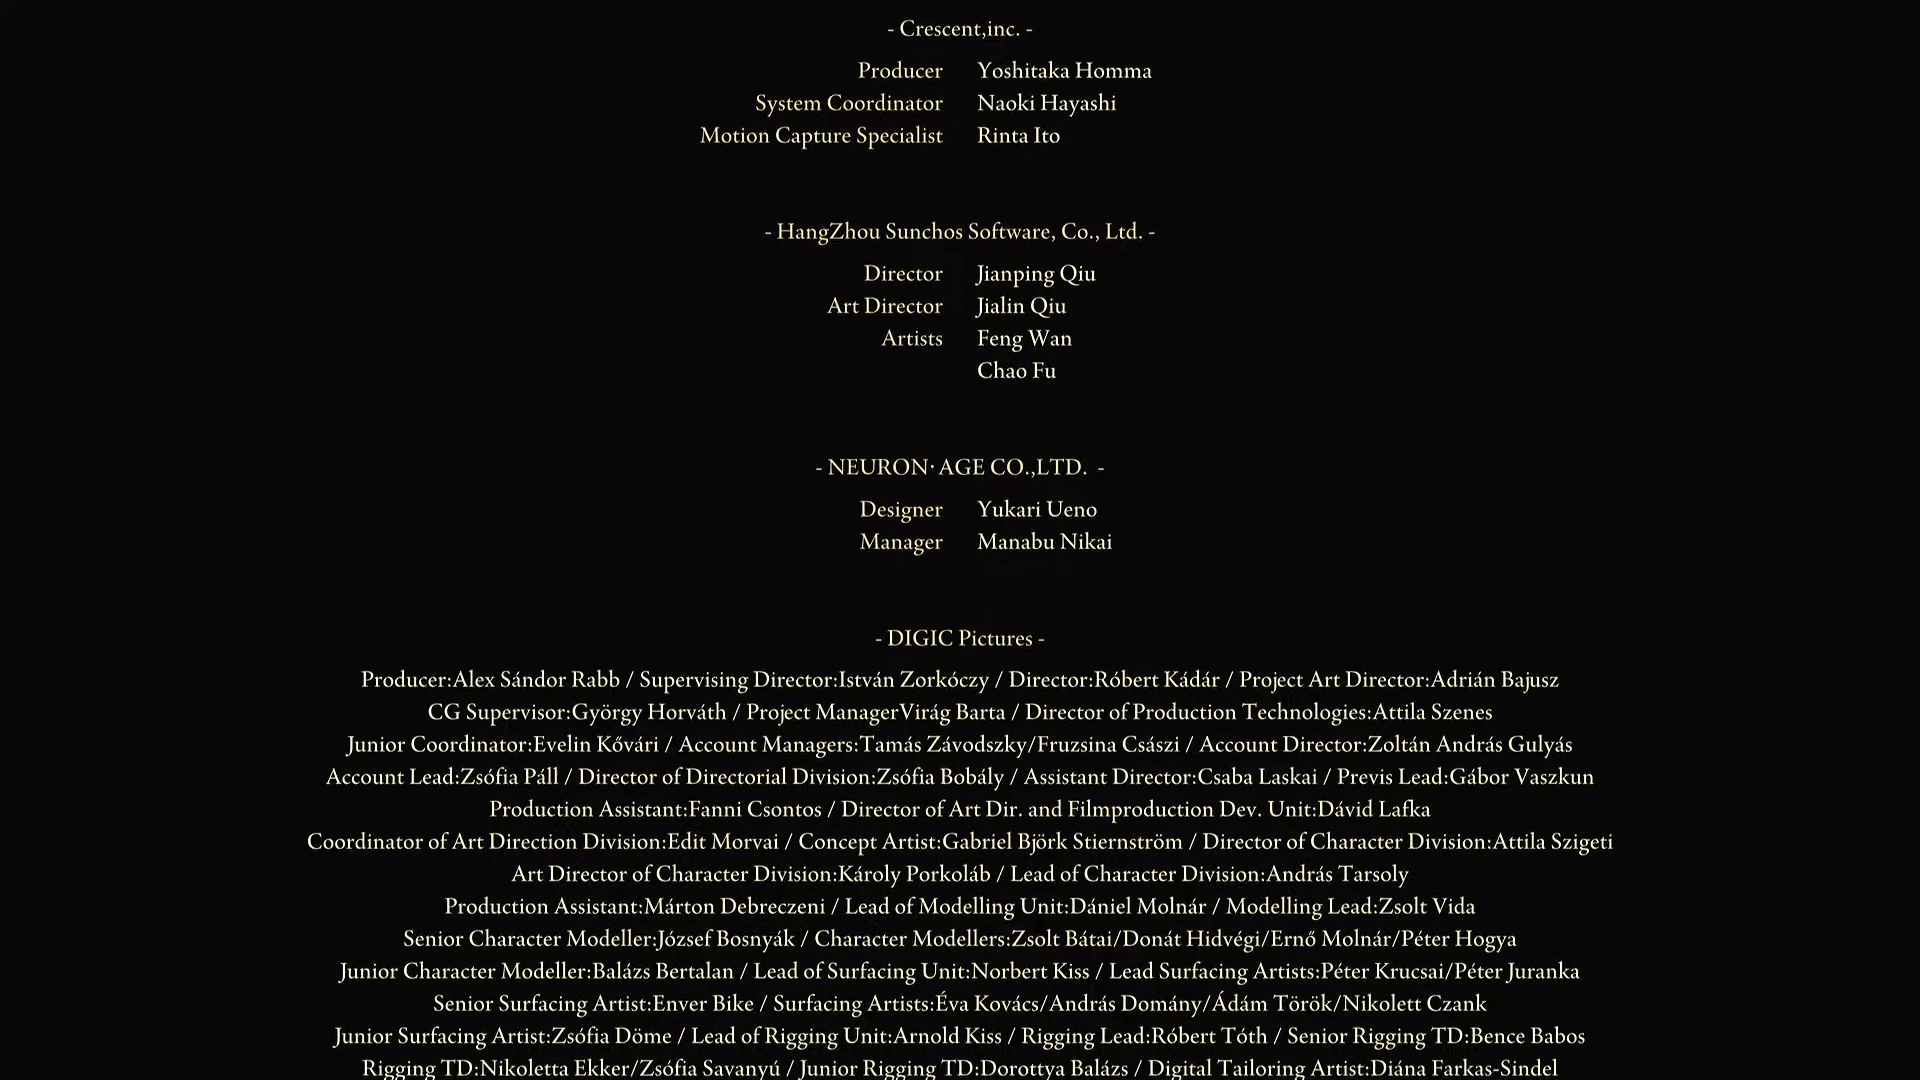 - Crescent,inc. -
Producer Yoshitaka Homma
System Coordinator Naoki Hayashi
Motion Capture Specialist Rinta Ito
- HangZhou Sunchos Software, Co., Ltd. -
Director Jianping Qiu
Art Director Jialin Qiu
Artists Feng Wan
Chao Fu
- NEURON·AGE CO.,LTD. -
Designer Yukari Ueno
Manager Manabu Nikai
- DIGIC Pictures -
Producer:Alex Sándor Rabb / Supervising Director:István Zorkóczy / Director:Róbert Kádár / Project Art Director:Adrián Bajusz
CG Supervisor:György Horváth / Project ManagerVirág Barta / Director of Production Technologies:Attila Szenes
Junior Coordinator:Evelin Kővári / Account Managers:Tamás Závodszky/Fruzsina Császi / Account Director:Zoltán András Gulyás
Account Lead:Zsófia Páll / Director of Directorial Division:Zsófia Bobály / Assistant Director:Csaba Laskai / Previs Lead:Gábor Vaszkun
Production Assistant:Fanni Csontos / Director of Art Dir. and Filmproduction Dev. Unit:Dávid Lafka
Coordinator of Art Direction Division:Edit Morvai / Concept Artist:Gabriel Björk Stiernström / Director of Character Division:Attila Szigeti
Art Director of Character Division:Károly Porkoláb / Lead of Character Division:András Tarsoly
Production Assistant:Márton Debreczeni / Lead of Modelling Unit:Dániel Molnár / Modelling Lead:Zsolt Vida
Senior Character Modeller:József Bosnyák / Character Modellers:Zsolt Bátai/Donát Hidvégi/Ernő Molnár/Péter Hogya
Junior Character Modeller:Balázs Bertalan / Lead of Surfacing Unit:Norbert Kiss / Lead Surfacing Artists:Péter Krucsai/Péter Juranka
Senior Surfacing Artist:Enver Bike / Surfacing Artists:Éva Kovács/András Domány/Ádám Török/Nikolett Czank
Junior Surfacing Artist:Zsófia Döme / Lead of Rigging Unit:Arnold Kiss / Rigging Lead:Róbert Tóth / Senior Rigging TD:Bence Babos
Rigging TD:Nikoletta Ekker/Zsófia Savanyú / Junior Rigging TD:Dorottya Balázs / Digital Tailoring Artist:Diána Farkas-Sindel